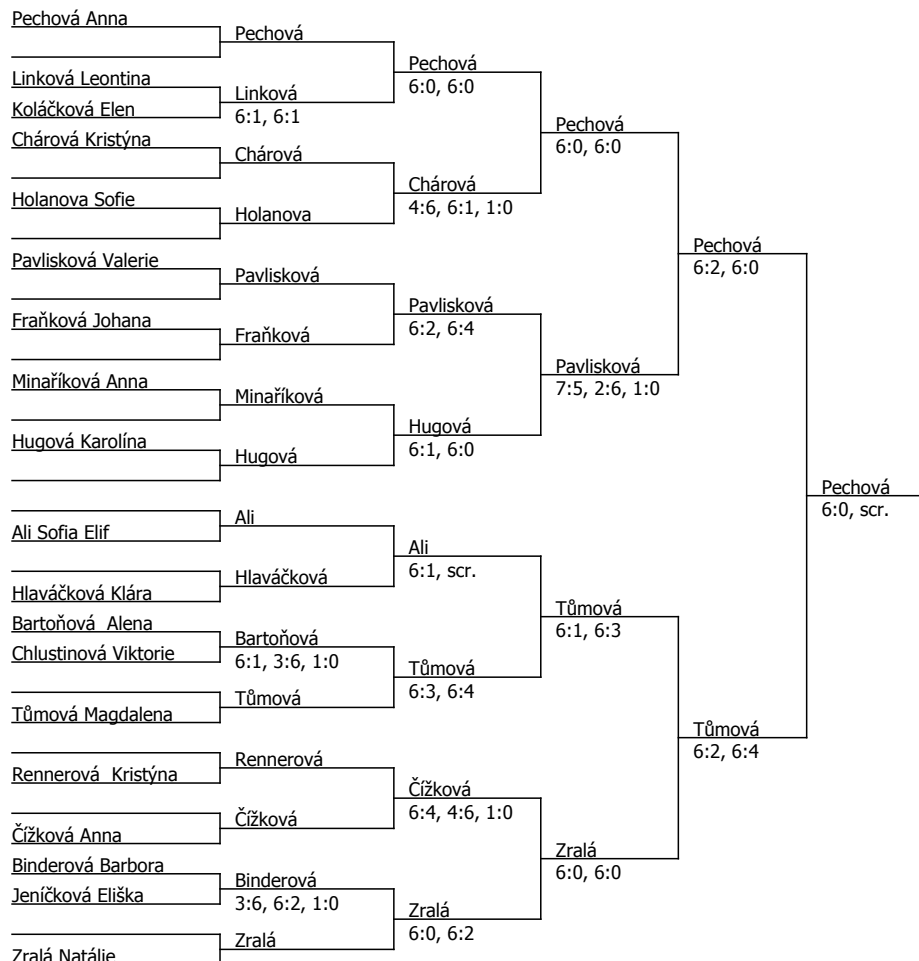 Pechová Anna
Pechová
Pechová
6:0, 6:0
Linková Leontina
Linková
6:1, 6:1
Koláčková Elen
Pechová
6:0, 6:0
Chárová Kristýna
Chárová
Chárová
4:6, 6:1, 1:0
Holanova Sofie
Holanova
Pechová
6:2, 6:0
Pavlisková Valerie
Pavlisková
Pavlisková
6:2, 6:4
Fraňková Johana
Fraňková
Pavlisková
7:5, 2:6, 1:0
Minaříková Anna
Minaříková
Hugová
6:1, 6:0
Hugová Karolína
Hugová
Pechová
6:0, scr.
Ali
Ali Sofia Elif
Ali
6:1, scr.
Hlaváčková
Hlaváčková Klára
Tůmová
6:1, 6:3
Bartoňová Alena
Bartoňová
6:1, 3:6, 1:0
Chlustinová Viktorie
Tůmová
6:3, 6:4
Tůmová
Tůmová Magdalena
Tůmová
6:2, 6:4
Rennerová
Rennerová Kristýna
Čížková
6:4, 4:6, 1:0
Čížková
Čížková Anna
Zralá
6:0, 6:0
Binderová Barbora
Binderová
3:6, 6:2, 1:0
Jeníčková Eliška
Zralá
6:0, 6:2
Zralá
Zralá Natálie